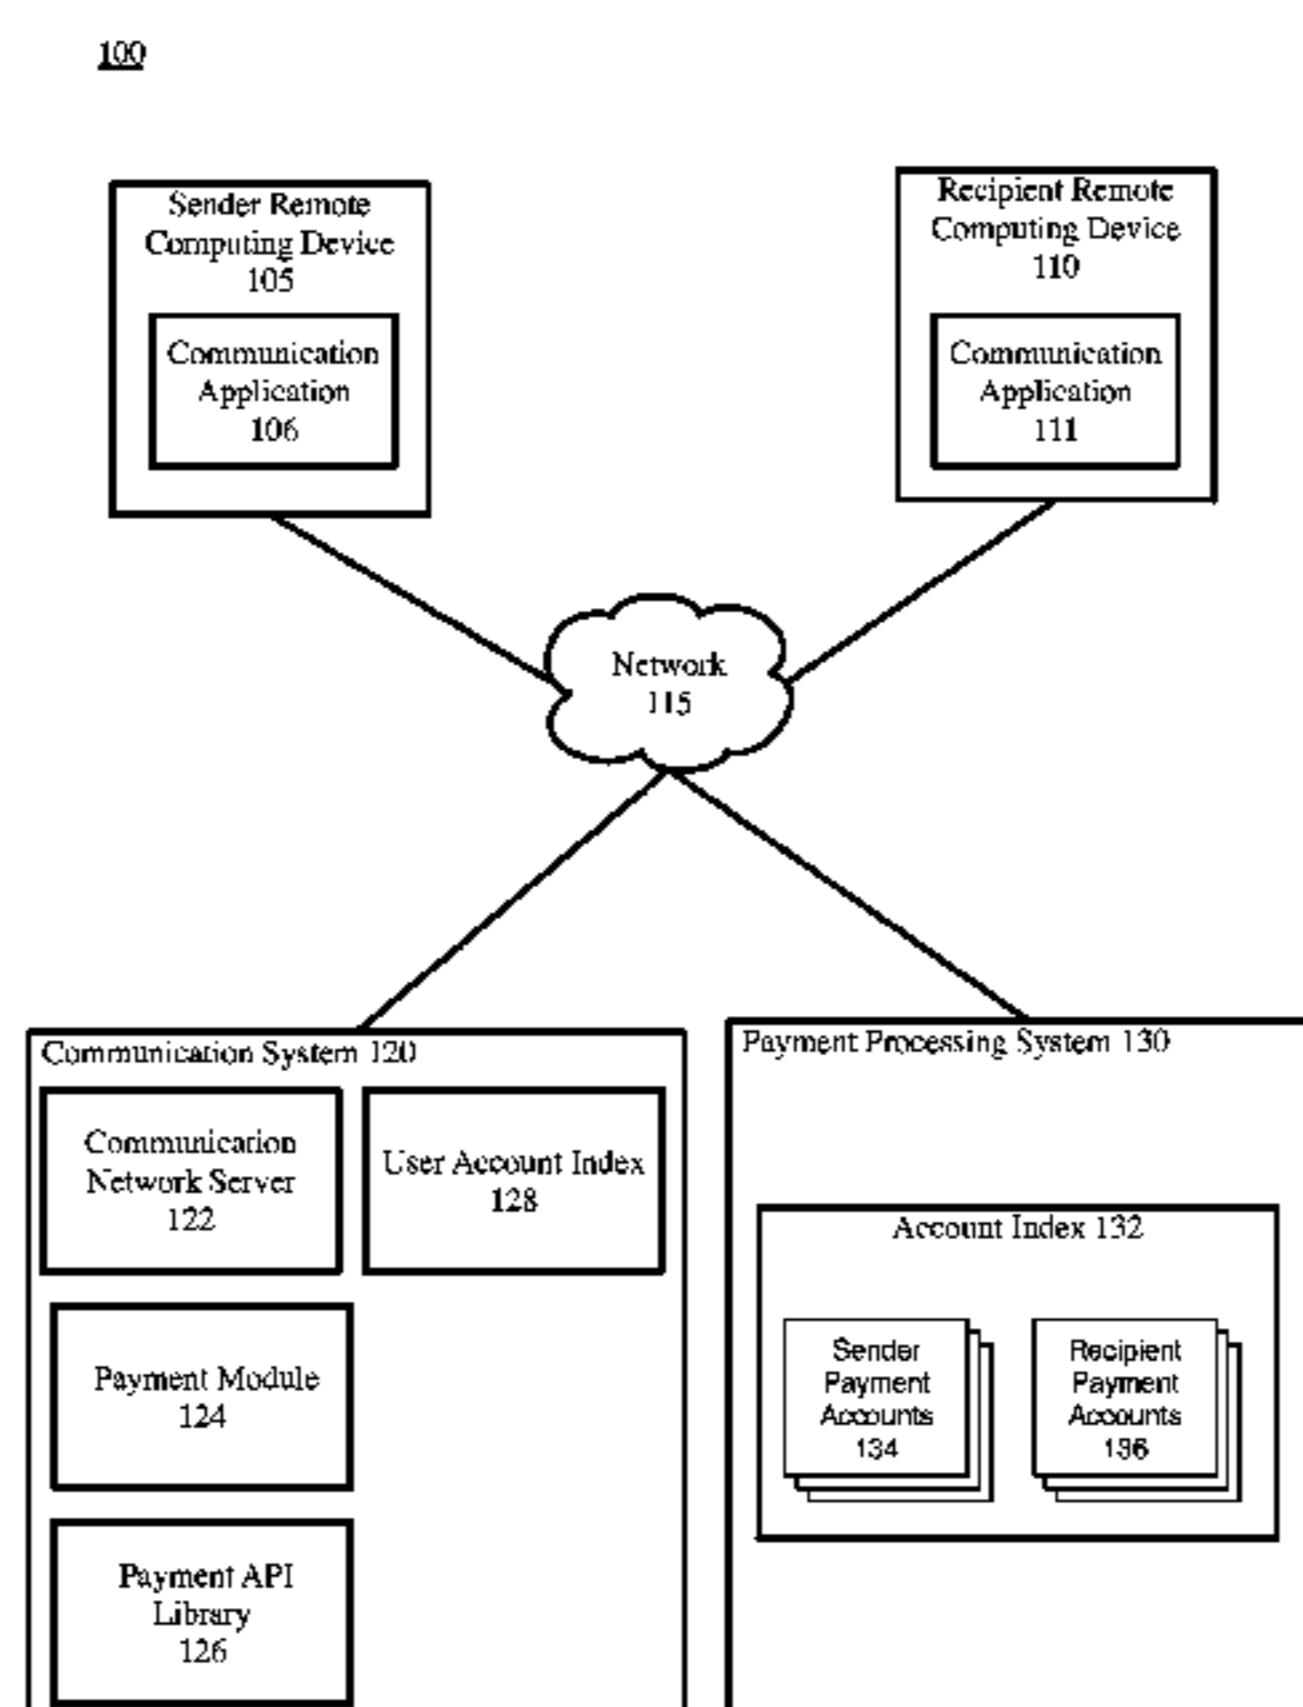 100
Sender Remote
Computing Device
105
Communication
Application
106
Recipient Remote
Computing Device
110
Communication
Application
111
Network
115
Communication System 120
Communication
Network Server
122
User Account Index
128
Payment Module
124
Payment API
Library
126
Payment Processing System 130
Account Index 132
Sender
Payment
Accounts
134
Recipient
Payment
Accounts
136